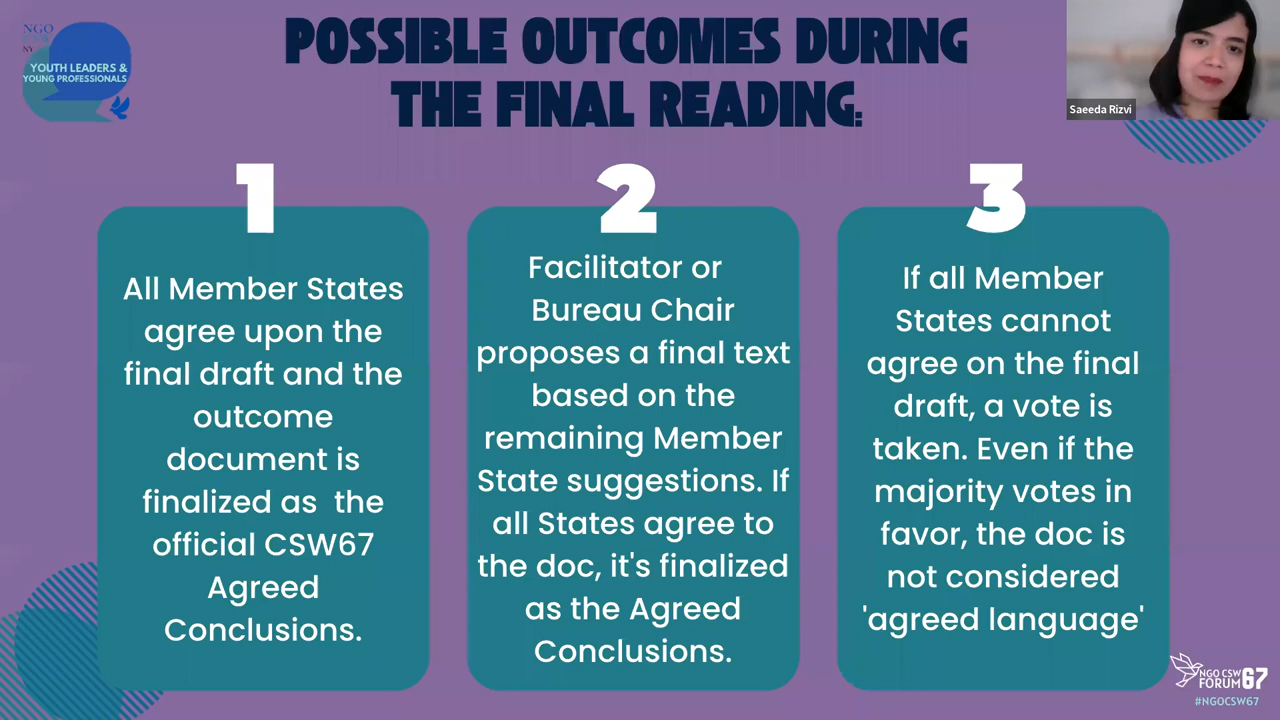 NGO
CSW
NY
YOUTH LEADERS &
YOUNG PROFESSIONALS
POSSIBLE OUTCOMES DURING
THE FINAL READING:
Saeeda Rizvi
1
All Member States
agree upon the
final draft and the
outcome
document is
finalized as the
official CSW67
Agreed
Conclusions.
2
Facilitator or
Bureau Chair
proposes a final text
based on the
remaining Member
State suggestions. If
all States agree to
the doc, it's finalized
as the Agreed
Conclusions.
3
If all Member
States cannot
agree on the final
draft, a vote is
taken. Even if the
majority votes in
favor, the doc is
not considered
'agreed language'
NGO CSW
FORUM 67
#NGOCSW67